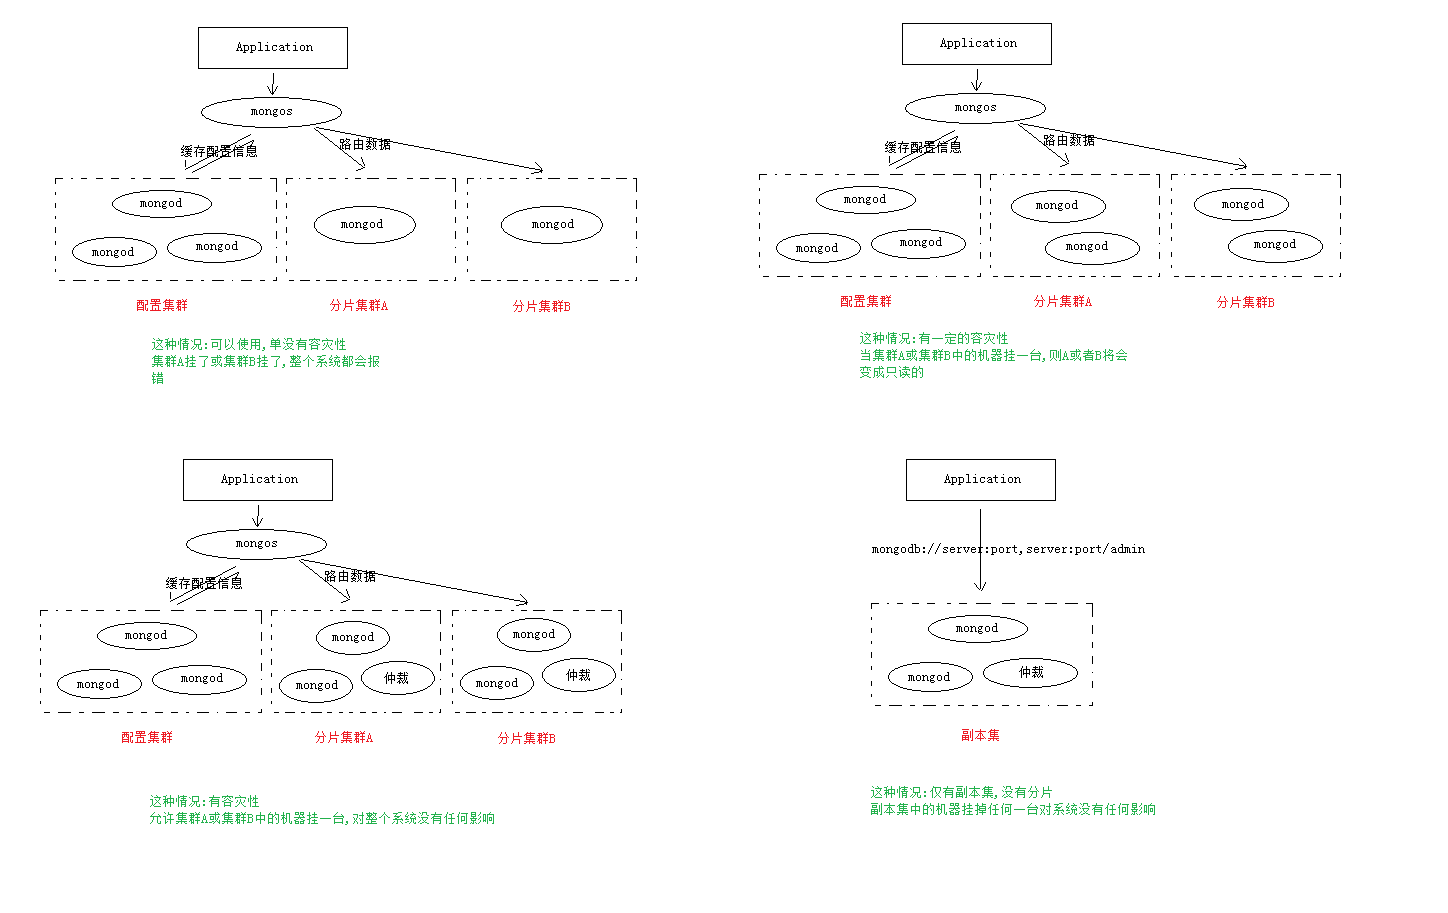 Application
mongos
缓存配置信息
路由数据
mongod
mongod
mongod
mongod
mongod
配置集群
分片集群A
分片集群B
这种情况:可以使用,单没有容灾性
集群A挂了或集群B挂了,整个系统都会报
错
Application
mongos
缓存配置信息
路由数据
mongod
mongod
mongod
mongod
mongod
mongod
mongod
配置集群
分片集群A
分片集群B
这种情况:有一定的容灾性
当集群A或集群B中的机器挂一台,则A或者B将会
变成只读的
Application
mongos
缓存配置信息
路由数据
mongod
mongod
mongod
mongod
mongod
仲裁
mongod
mongod
仲裁
配置集群
分片集群A
分片集群B
这种情况:有容灾性
允许集群A或集群B中的机器挂一台,对整个系统没有任何影响
Application
mongodb://server:port,server:port/admin
mongod
mongod
仲裁
副本集
这种情况:仅有副本集,没有分片
副本集中的机器挂掉任何一台对系统没有任何影响